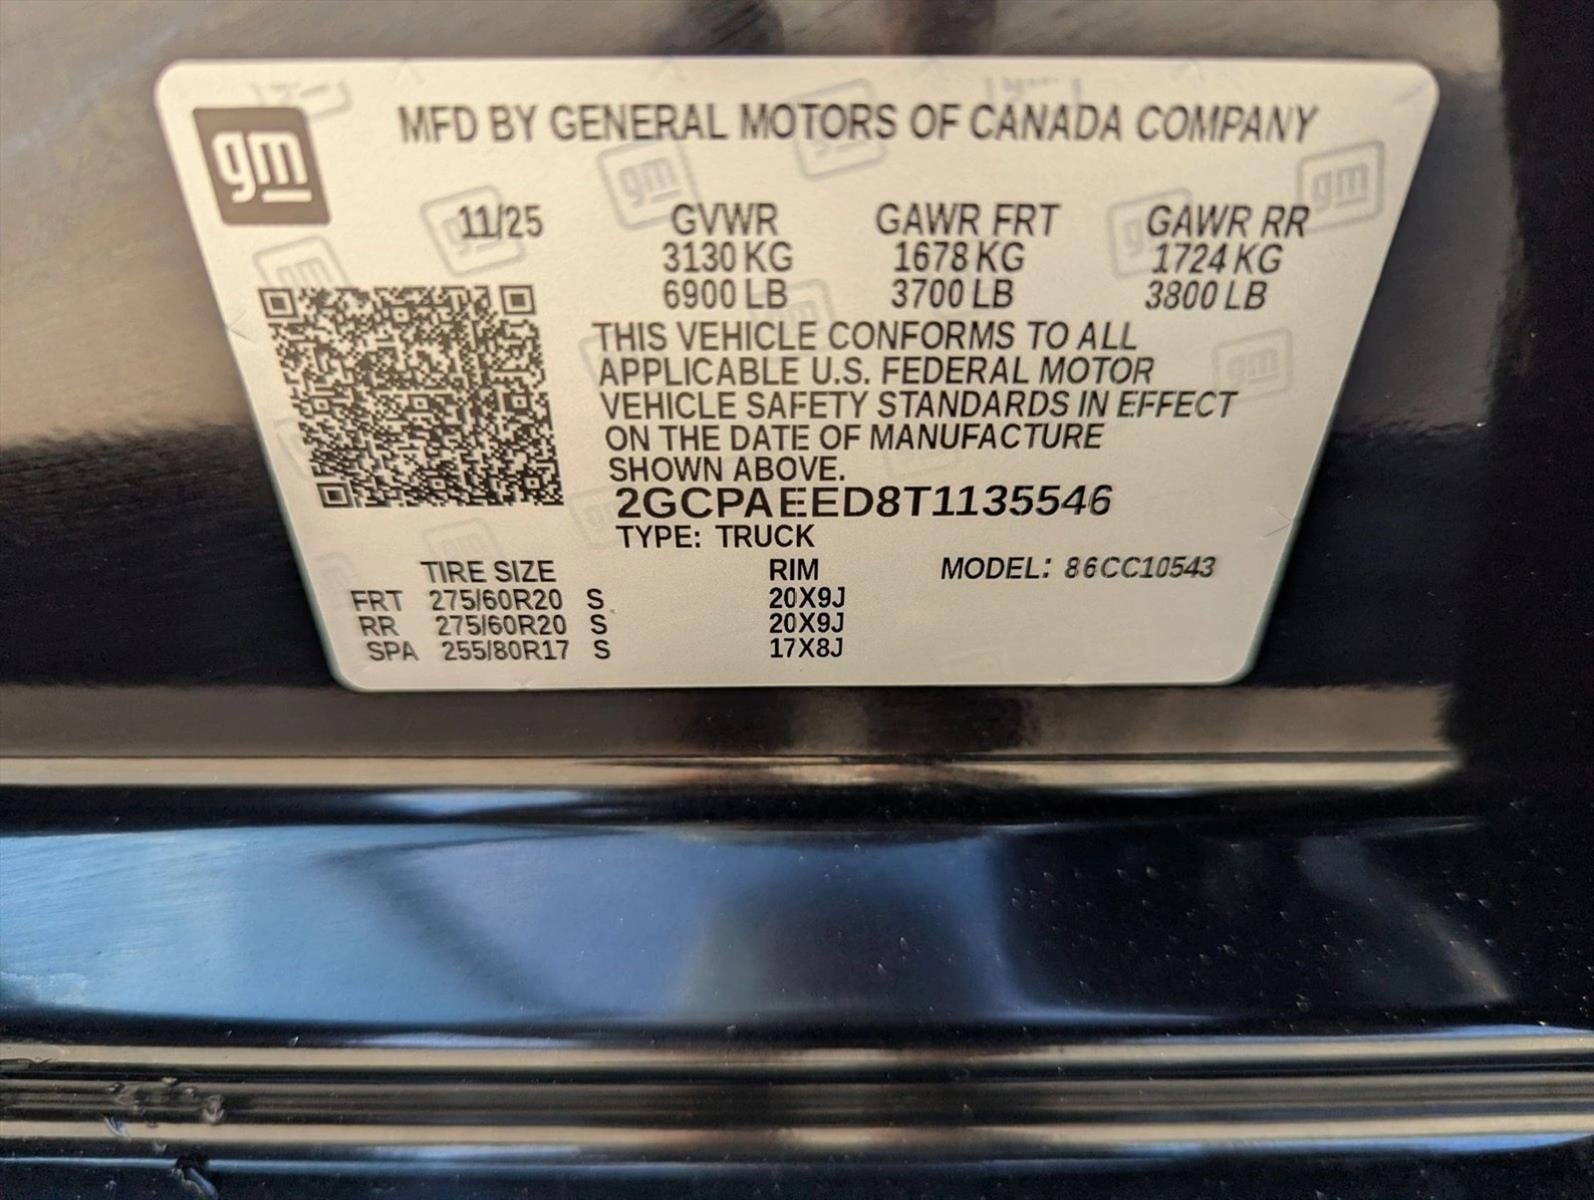 gm
MFD BY GENERAL MOTORS OF CANADA COMPANY
11/25 GVWR GAWR FRT GAWR RR
3130 KG 1678 KG 1724 KG
6900 LB 3700 LB 3800 LB
THIS VEHICLE CONFORMS TO ALL
APPLICABLE U.S. FEDERAL MOTOR
VEHICLE SAFETY STANDARDS IN EFFECT
ON THE DATE OF MANUFACTURE
SHOWN ABOVE.
2GCPAEED8T1135546
TYPE: TRUCK
TIRE SIZE RIM MODEL: 86CC10543
FRT 275/60R20 S 20X9J
RR 275/60R20 S 20X9J
SPA 255/80R17 S 17X8J